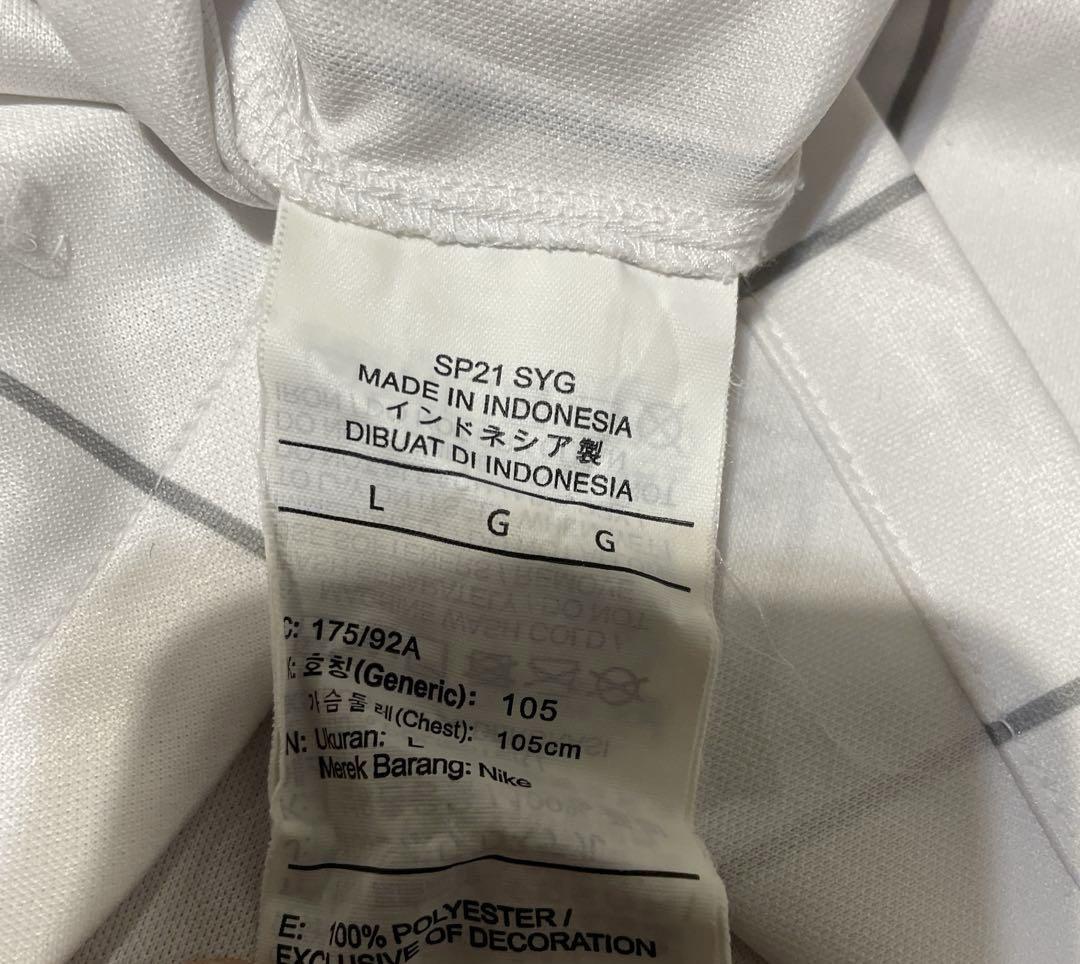 SP21 SYG
MADE IN INDONESIA
インドネシア製
DIBUAT DI INDONESIA
L G G
C: 175/92A
K: 호칭(Generic): 105
가슴둘레(Chest): 105cm
N: Ukuran: L
Merek Barang: Nike
E: 100% POLYESTER /
EXCLUSIVE OF DECORATION